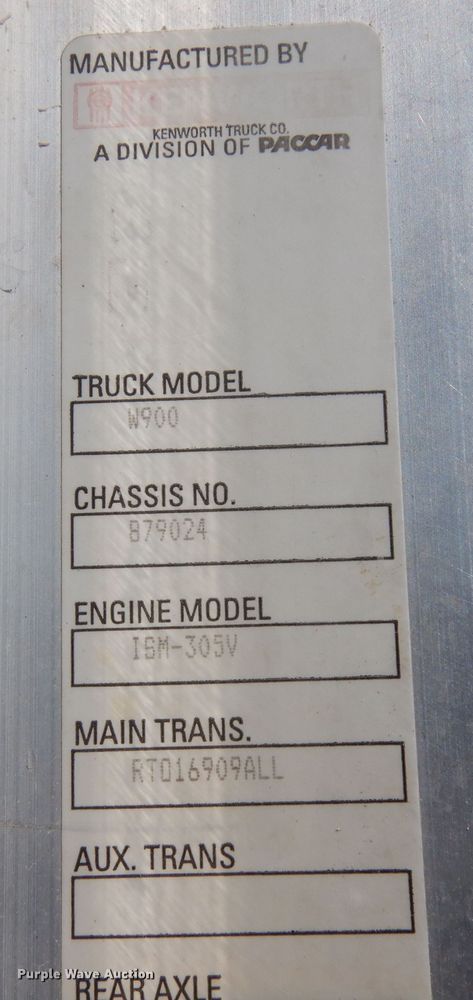 MANUFACTURED BY
KENWORTH TRUCK CO.
A DIVISION OF PACCAR
TRUCK MODEL
W900
CHASSIS NO.
879024
ENGINE MODEL
ISM-305V
MAIN TRANS.
RTO16909ALL
AUX. TRANS
REAR AXLE
Purple Wave Auction